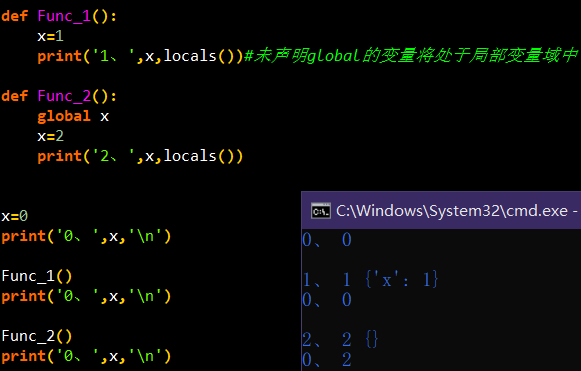 def Func_1():
    x=1
    print('1、',x,locals())#未声明global的变量将处于局部变量域中
def Func_2():
    global x
    x=2
    print('2、',x,locals())
x=0
print('0、',x,'\n')
Func_1()
print('0、',x,'\n')
Func_2()
print('0、',x,'\n')
C:\Windows\System32\cmd.exe -
0、 0
1、 1 {'x': 1}
0、 0
2、 2 {}
0、 2